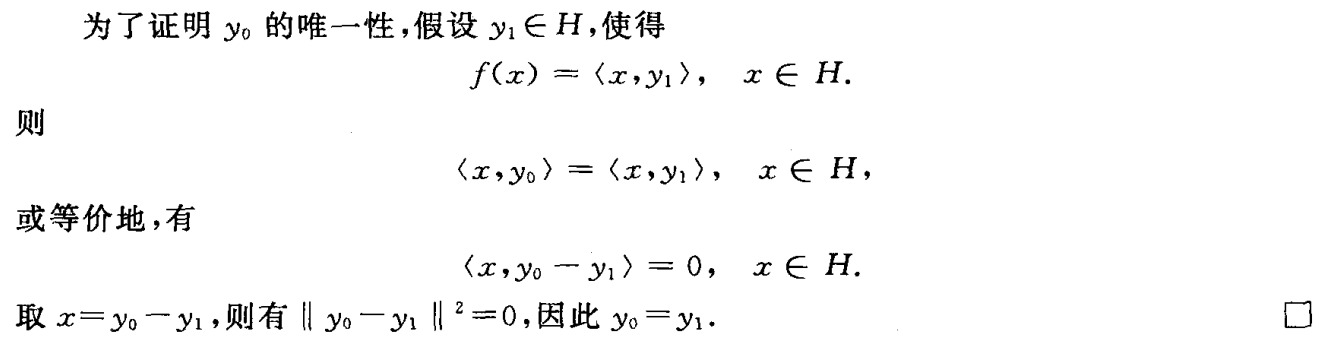 为了证明 y₀ 的唯一性,假设 y₁∈H,使得
f(x) = ⟨x,y₁⟩, x ∈ H.
则
⟨x,y₀⟩ = ⟨x,y₁⟩, x ∈ H,
或等价地,有
⟨x,y₀ − y₁⟩ = 0, x ∈ H.
取 x=y₀−y₁,则有 ‖ y₀−y₁ ‖²=0,因此 y₀=y₁. □